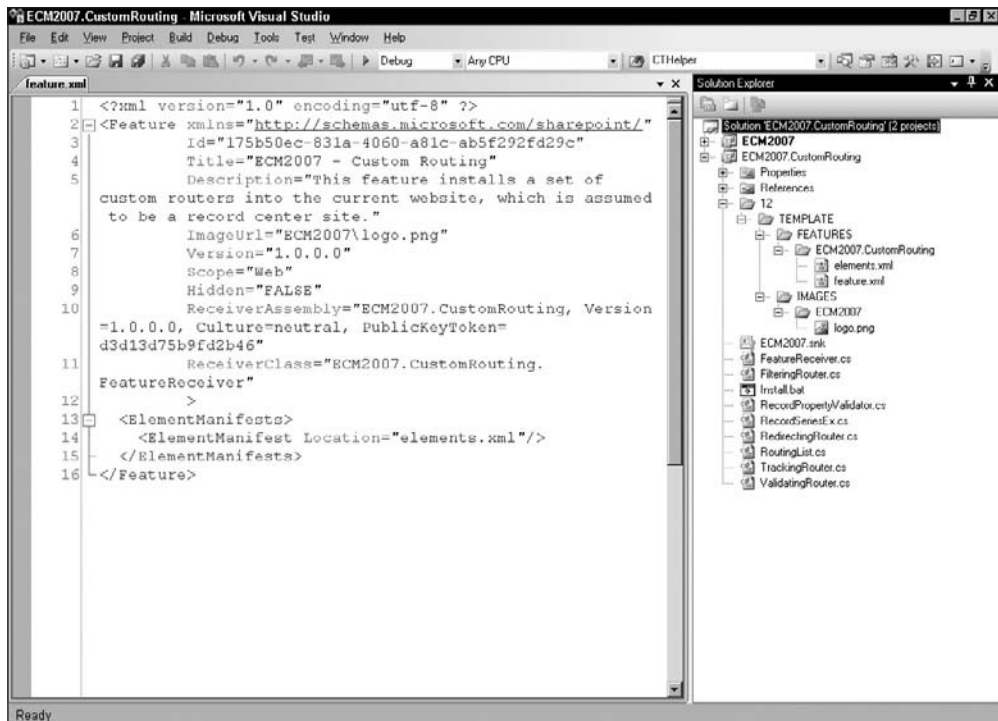 ECM2007.CustomRouting - Microsoft Visual Studio
File Edit View Project Build Debug Tools Test Window Help
Debug Any CPU CTHelper
feature.xml
1 <?xml version="1.0" encoding="utf-8" ?>
2 <Feature xmlns="http://schemas.microsoft.com/sharepoint/"
3 Id="175b50ec-831a-4060-a81c-ab5f292fd29c"
4 Title="ECM2007 - Custom Routing"
5 Description="This feature installs a set of
custom routers into the current website, which is assumed
to be a record center site."
6 ImageUrl="ECM2007\logo.png"
7 Version="1.0.0.0"
8 Scope="Web"
9 Hidden="FALSE"
10 ReceiverAssembly="ECM2007.CustomRouting, Version
=1.0.0.0, Culture=neutral, PublicKeyToken=
d3d13d75b9fd2b46"
11 ReceiverClass="ECM2007.CustomRouting.
FeatureReceiver"
12 >
13 <ElementManifests>
14 <ElementManifest Location="elements.xml"/>
15 </ElementManifests>
16 </Feature>
Solution Explorer
Solution 'ECM2007.CustomRouting' (2 projects)
ECM2007
ECM2007.CustomRouting
Properties
References
12
TEMPLATE
FEATURES
ECM2007.CustomRouting
elements.xml
feature.xml
IMAGES
ECM2007
logo.png
ECM2007.snk
FeatureReceiver.cs
FilteringRouter.cs
Install.bat
RecordPropertyValidator.cs
RecordSeriesEx.cs
RedirectingRouter.cs
RoutingList.cs
TrackingRouter.cs
ValidatingRouter.cs
Ready